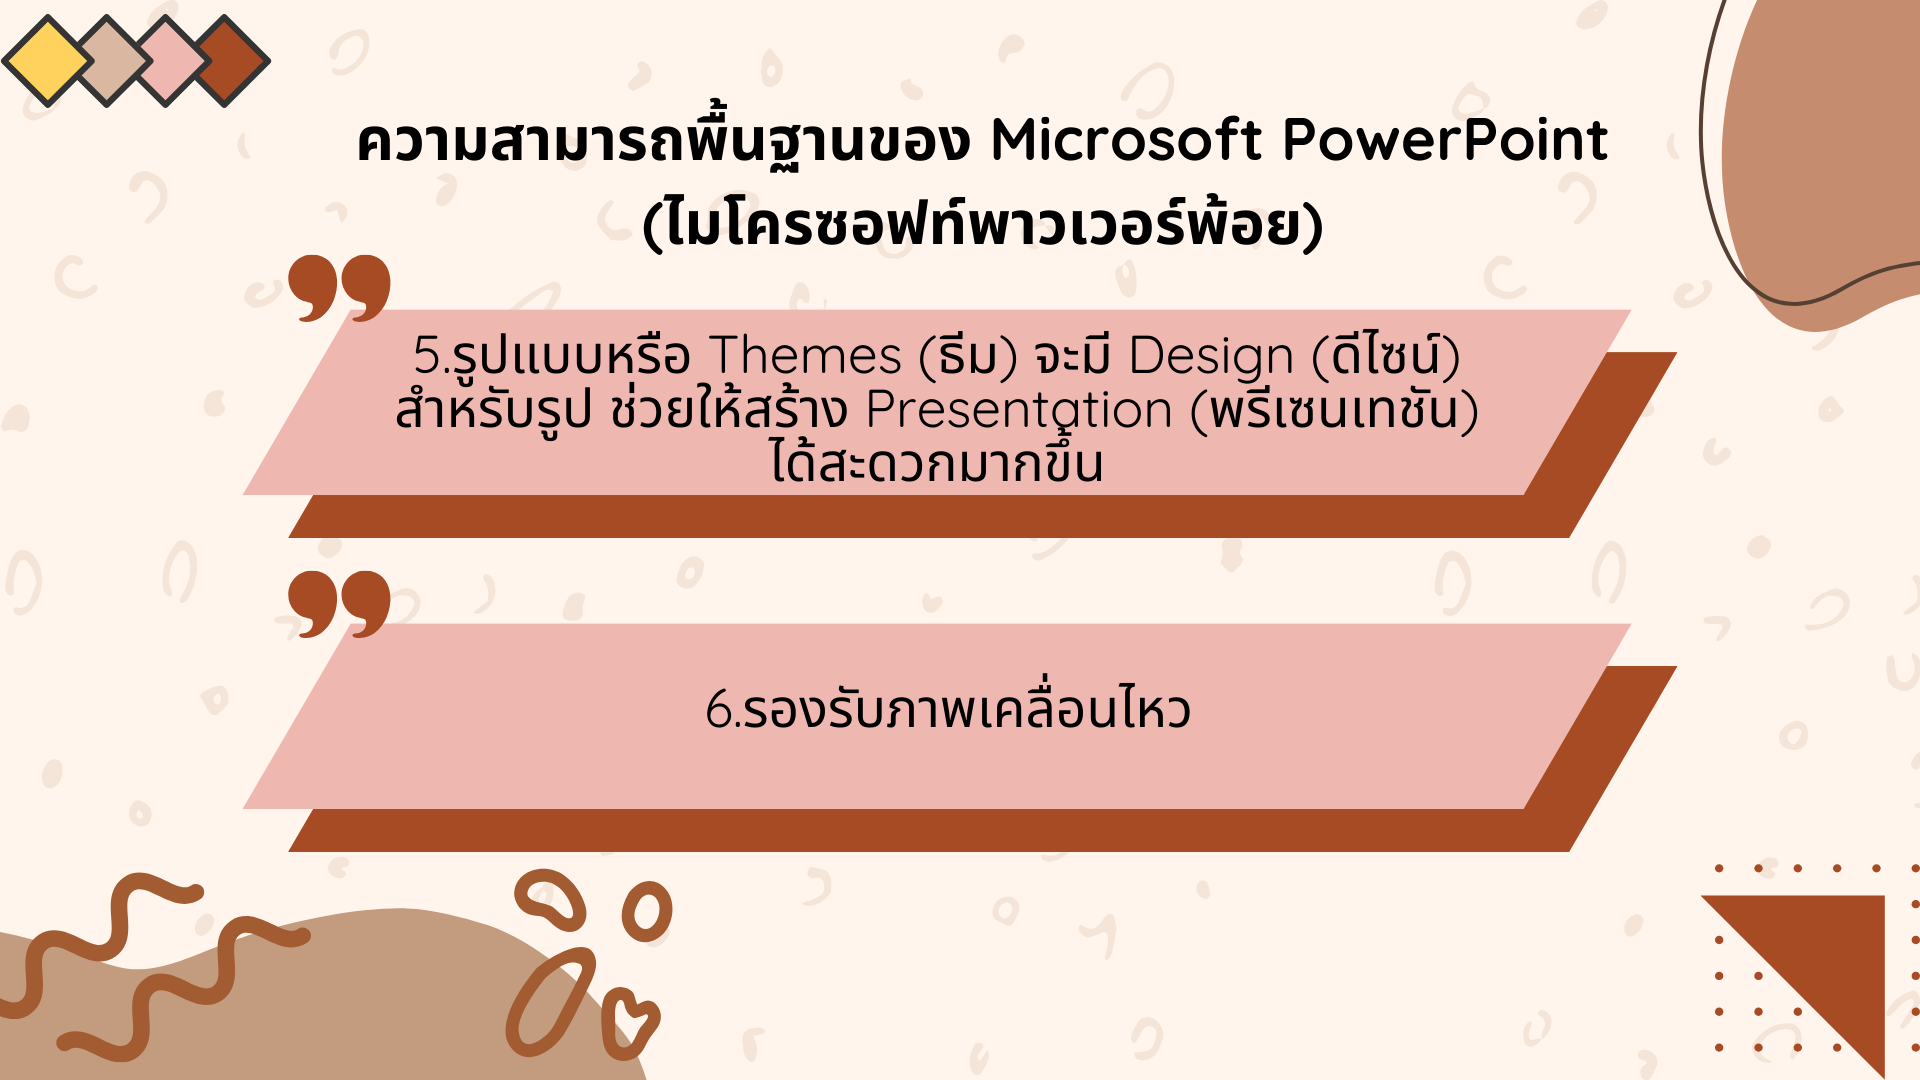 ความสามารถพื้นฐานของ Microsoft PowerPoint
(ไมโครซอฟท์พาวเวอร์พ้อย)
5.รูปแบบหรือ Themes (ธีม) จะมี Design (ดีไซน์)
สำหรับรูป ช่วยให้สร้าง Presentation (พรีเซนเทชัน)
ได้สะดวกมากขึ้น
6.รองรับภาพเคลื่อนไหว